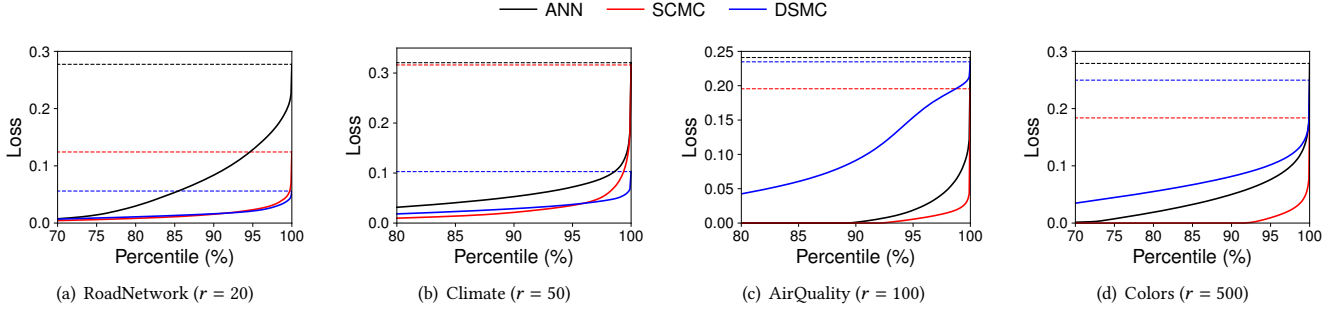 ANN SCMC DSMC
0.3
0.2
0.1
0.0
Loss
70 75 80 85 90 95 100
Percentile (%)
(a) RoadNetwork (r = 20)
0.3
0.2
0.1
0.0
Loss
80 85 90 95 100
Percentile (%)
(b) Climate (r = 50)
0.25
0.20
0.15
0.10
0.05
0.00
Loss
80 85 90 95 100
Percentile (%)
(c) AirQuality (r = 100)
0.3
0.2
0.1
0.0
Loss
70 75 80 85 90 95 100
Percentile (%)
(d) Colors (r = 500)